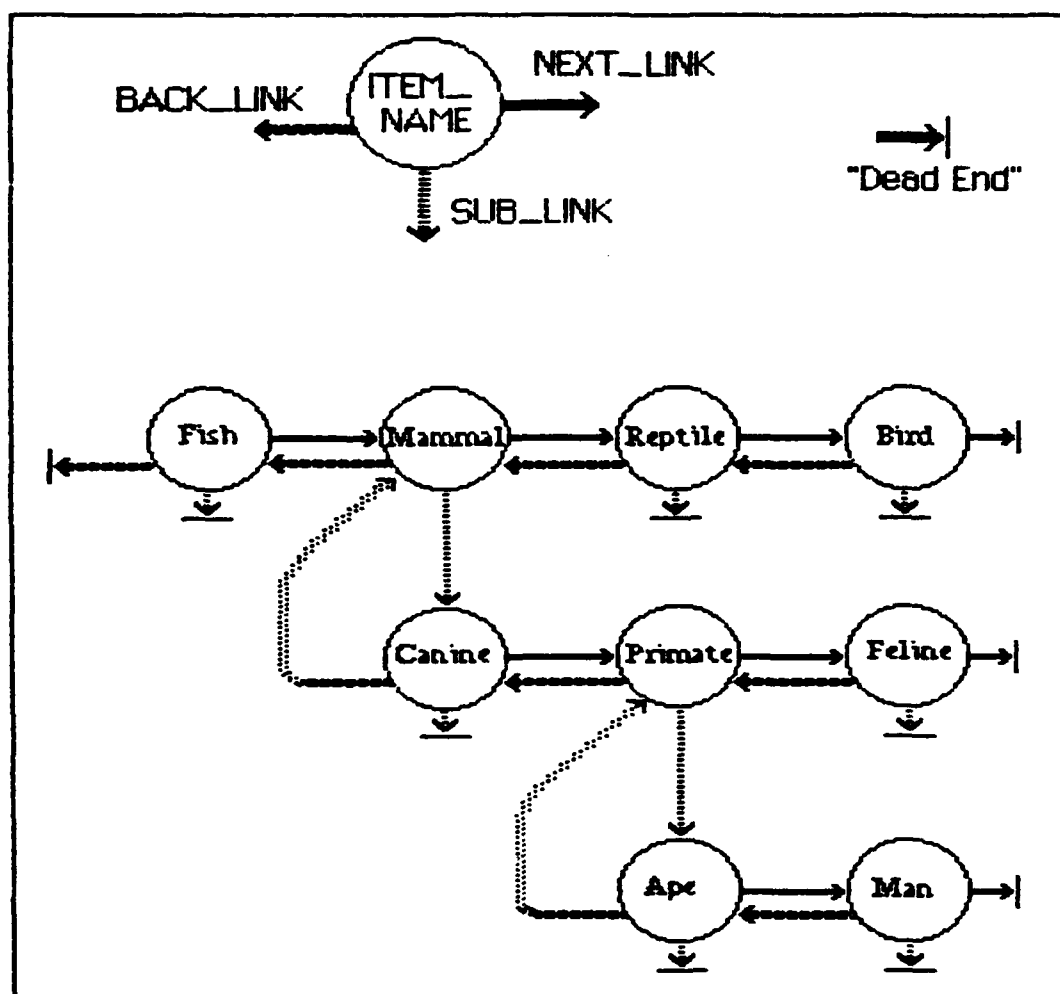 NEXT_LINK
BACK_LINK
ITEM_
NAME
"Dead End"
SUB_LINK
Fish
Mammal
Reptile
Bird
Canine
Primate
Feline
Ape
Man